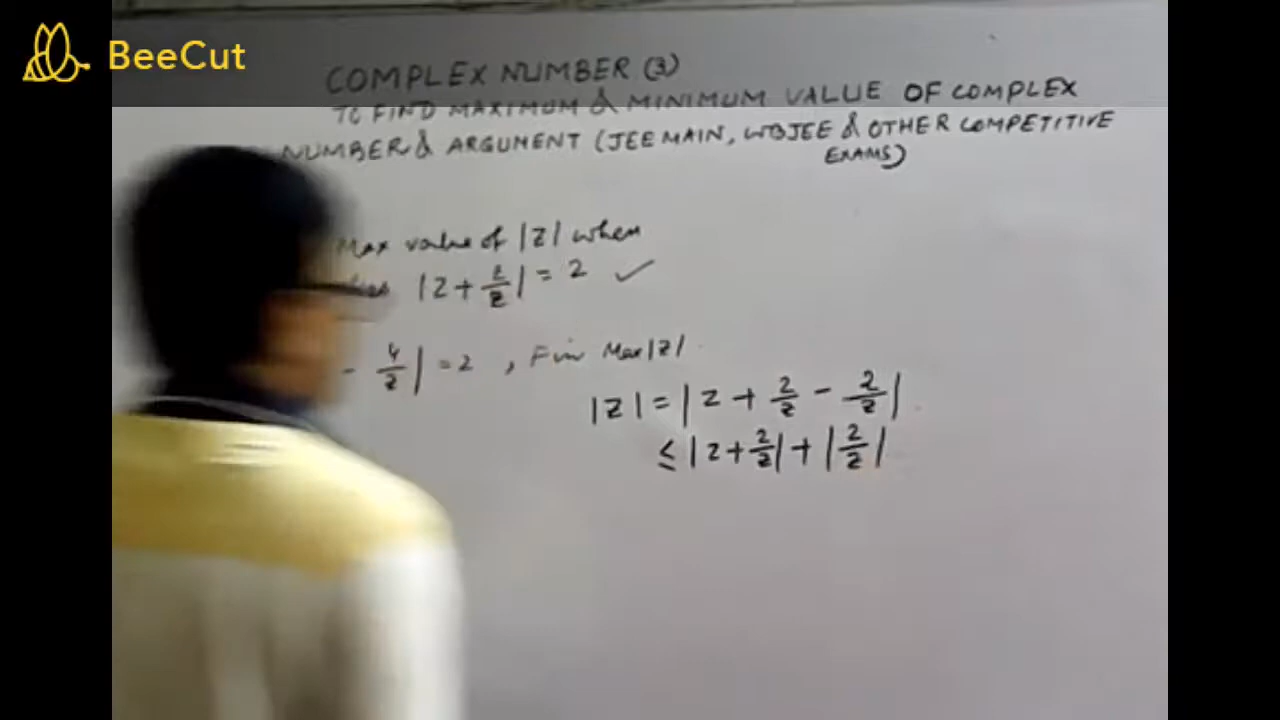 BeeCut
COMPLEX NUMBER (3)
TO FIND MAXIMUM & MINIMUM VALUE OF COMPLEX
NUMBER & ARGUMENT (JEE MAIN, WBJEE & OTHER COMPETITIVE
EXAMS)
Max value of |Z| when
|Z + 2/Z| = 2 ✓
- 4/Z| = 2 , Fin Max|Z|
|Z| = | Z + 2/Z - 2/Z |
≤ | Z + 2/Z | + | 2/Z |